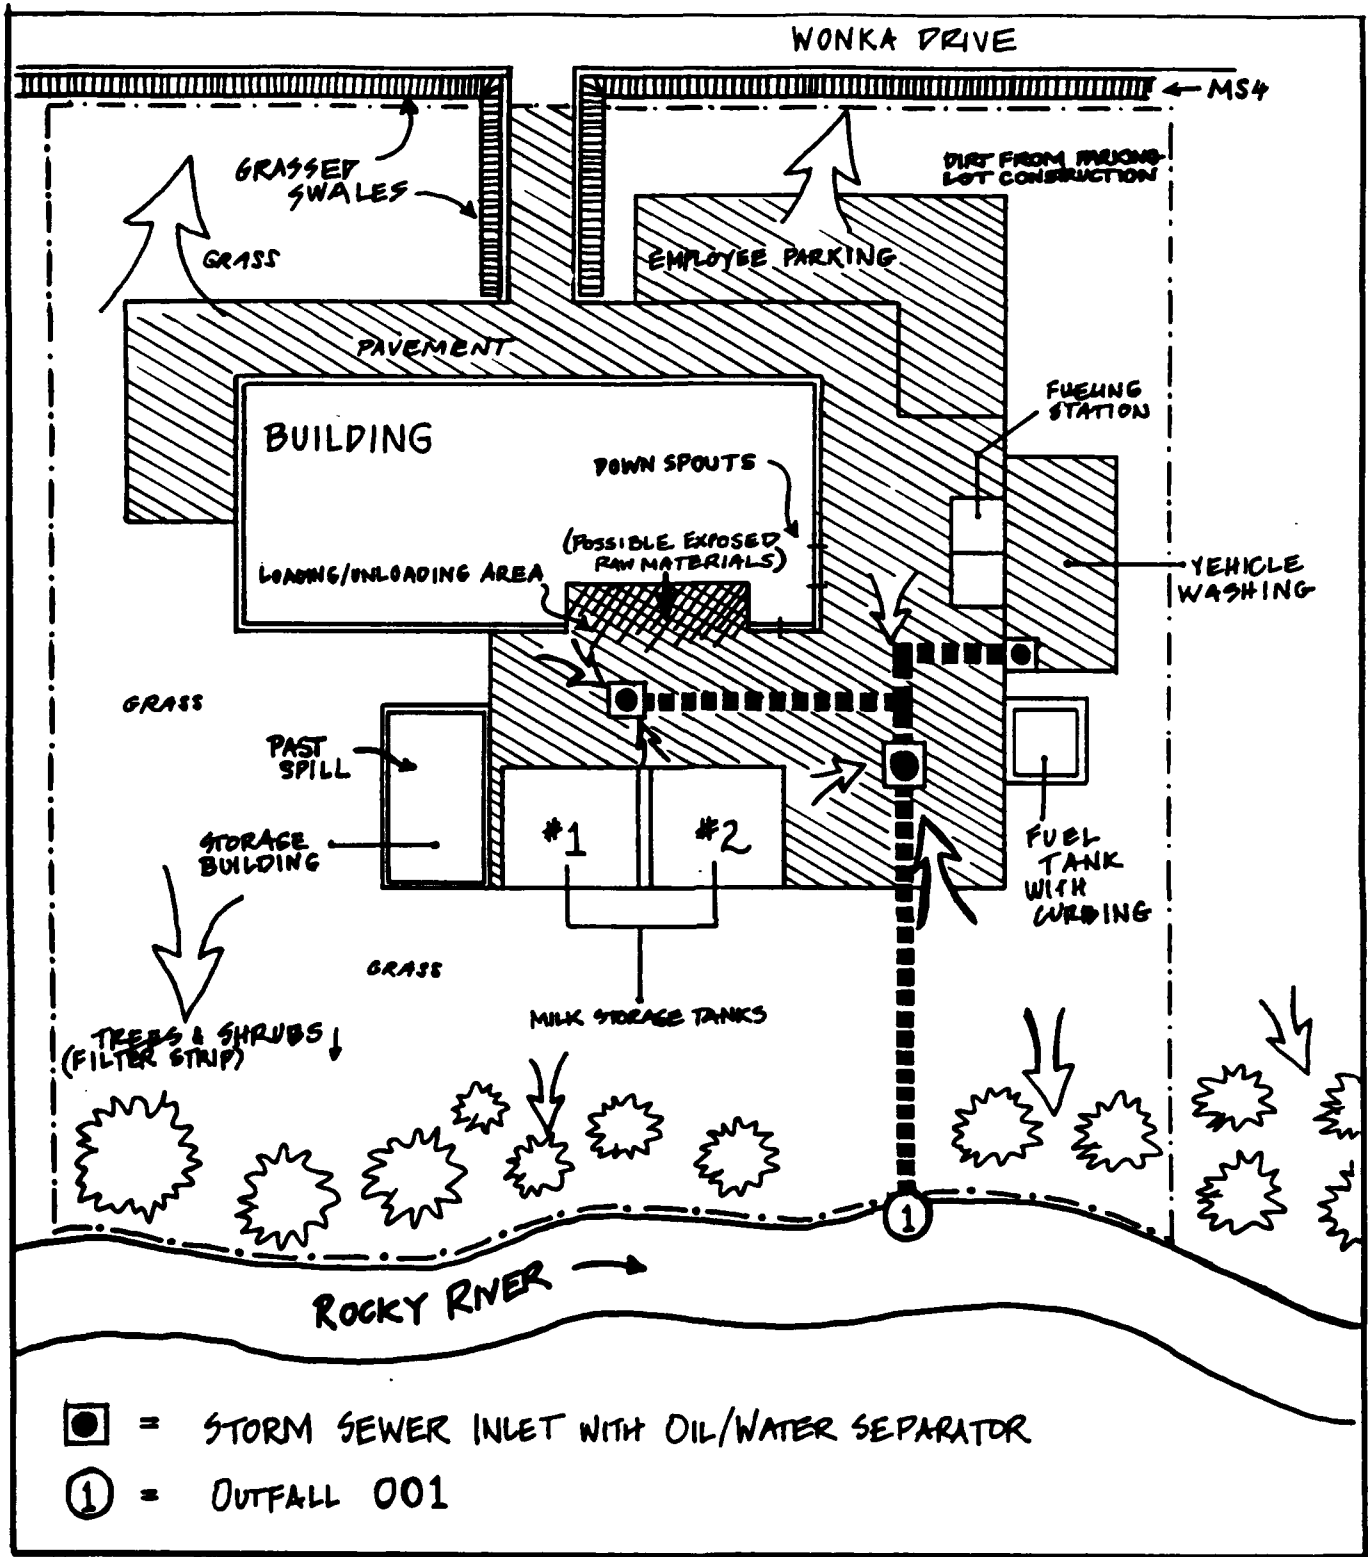 WONKA DRIVE
MS4
GRASSED
SWALES
DIRT FROM PARKING
LOT CONSTRUCTION
GRASS
EMPLOYEE PARKING
PAVEMENT
FUELING
STATION
BUILDING
DOWN SPOUTS
(POSSIBLE EXPOSED
RAW MATERIALS)
LOADING/UNLOADING AREA
VEHICLE
WASHING
GRASS
PAST
SPILL
STORAGE
BUILDING
#1
#2
FUEL
TANK
WITH
CURBING
GRASS
MILK STORAGE TANKS
TREES & SHRUBS
(FILTER STRIP)
1
ROCKY RIVER
= STORM SEWER INLET WITH OIL/WATER SEPARATOR
1 = OUTFALL 001